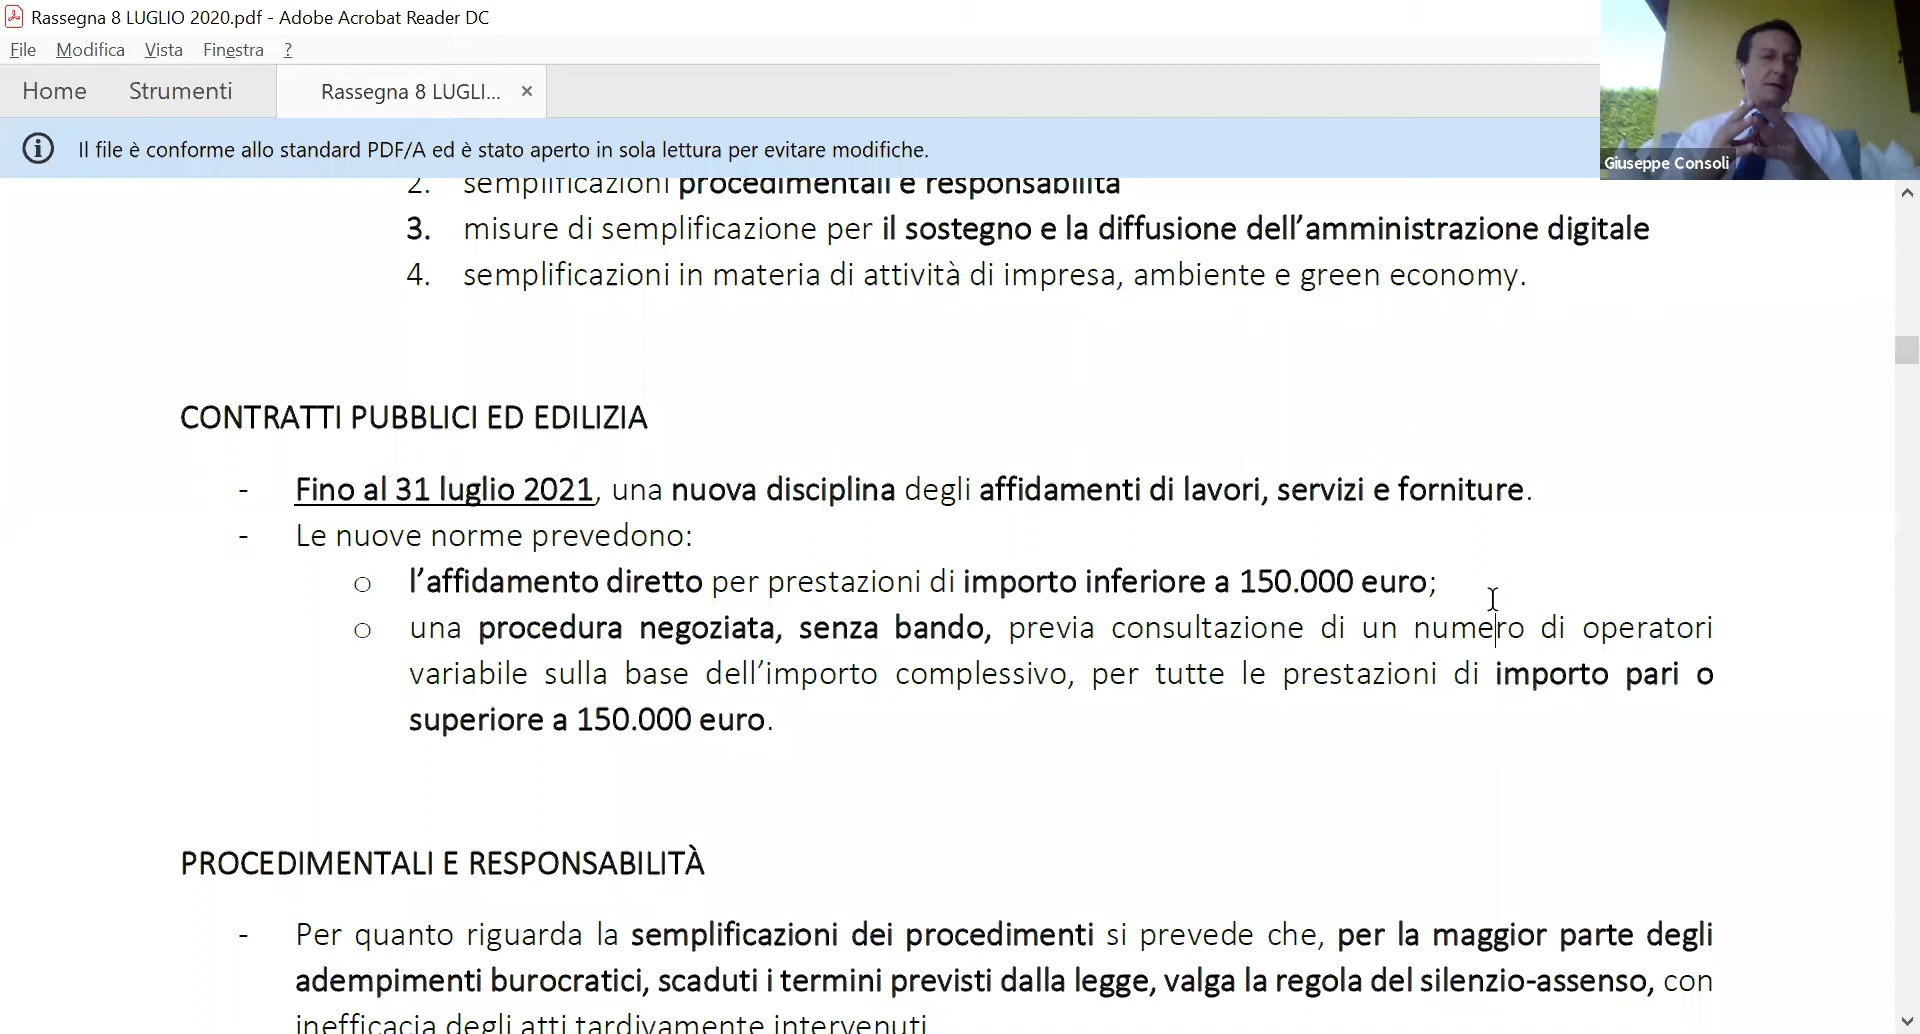 Rassegna 8 LUGLIO 2020.pdf - Adobe Acrobat Reader DC
File Modifica Vista Finestra ?
Home Strumenti Rassegna 8 LUGLI... ×
Il file è conforme allo standard PDF/A ed è stato aperto in sola lettura per evitare modifiche.
Giuseppe Consoli
2. semplificazioni procedimentali e responsabilità
3. misure di semplificazione per il sostegno e la diffusione dell’amministrazione digitale
4. semplificazioni in materia di attività di impresa, ambiente e green economy.
CONTRATTI PUBBLICI ED EDILIZIA
- Fino al 31 luglio 2021, una nuova disciplina degli affidamenti di lavori, servizi e forniture.
- Le nuove norme prevedono:
o l’affidamento diretto per prestazioni di importo inferiore a 150.000 euro;
o una procedura negoziata, senza bando, previa consultazione di un numero di operatori
variabile sulla base dell’importo complessivo, per tutte le prestazioni di importo pari o
superiore a 150.000 euro.
PROCEDIMENTALI E RESPONSABILITÀ
- Per quanto riguarda la semplificazioni dei procedimenti si prevede che, per la maggior parte degli
adempimenti burocratici, scaduti i termini previsti dalla legge, valga la regola del silenzio-assenso, con
inefficacia degli atti tardivamente intervenuti